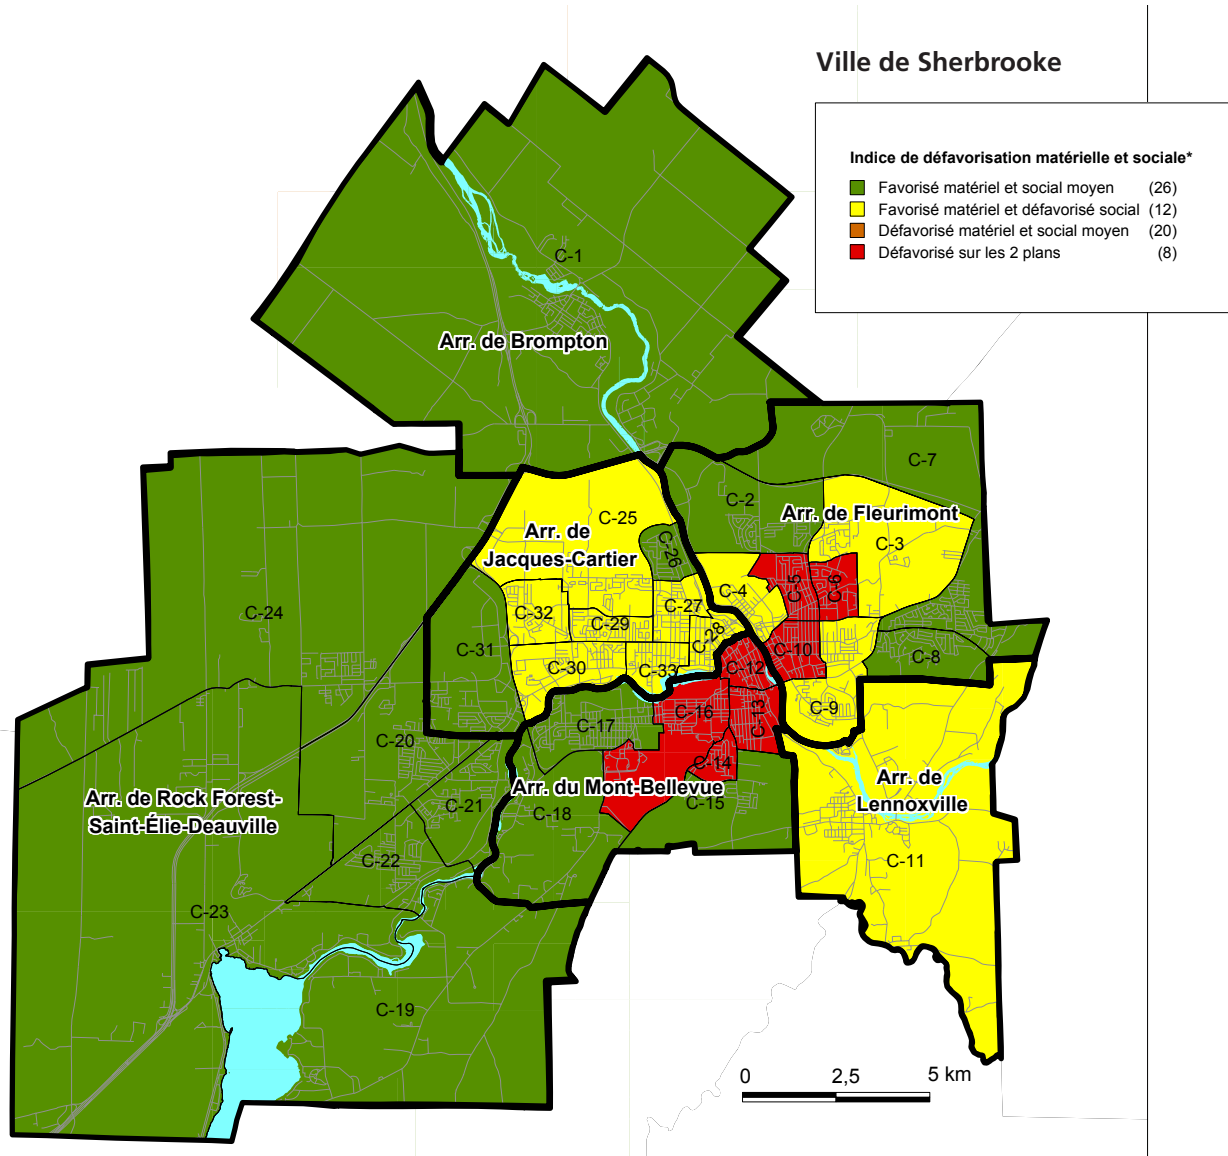 Ville de Sherbrooke
Indice de défavorisation matérielle et sociale*
Favorisé matériel et social moyen (26)
Favorisé matériel et défavorisé social (12)
Défavorisé matériel et social moyen (20)
Défavorisé sur les 2 plans (8)
C-1
Arr. de Brompton
C-7
C-2
Arr. de Fleurimont
C-25
Arr. de
Jacques-Cartier
C-26
C-3
C-5
C-6
C-4
C-24
C-32
C-27
C-29
C-28
C-31
C-30
C-33
C-12
C-10
C-8
C-17
C-16
C-13
C-9
C-20
C-14
Arr. du Mont-Bellevue
Arr. de
Lennoxville
Arr. de Rock Forest-
Saint-Élie-Deauville
C-21
C-18
C-15
C-22
C-11
C-23
C-19
0 2,5 5 km